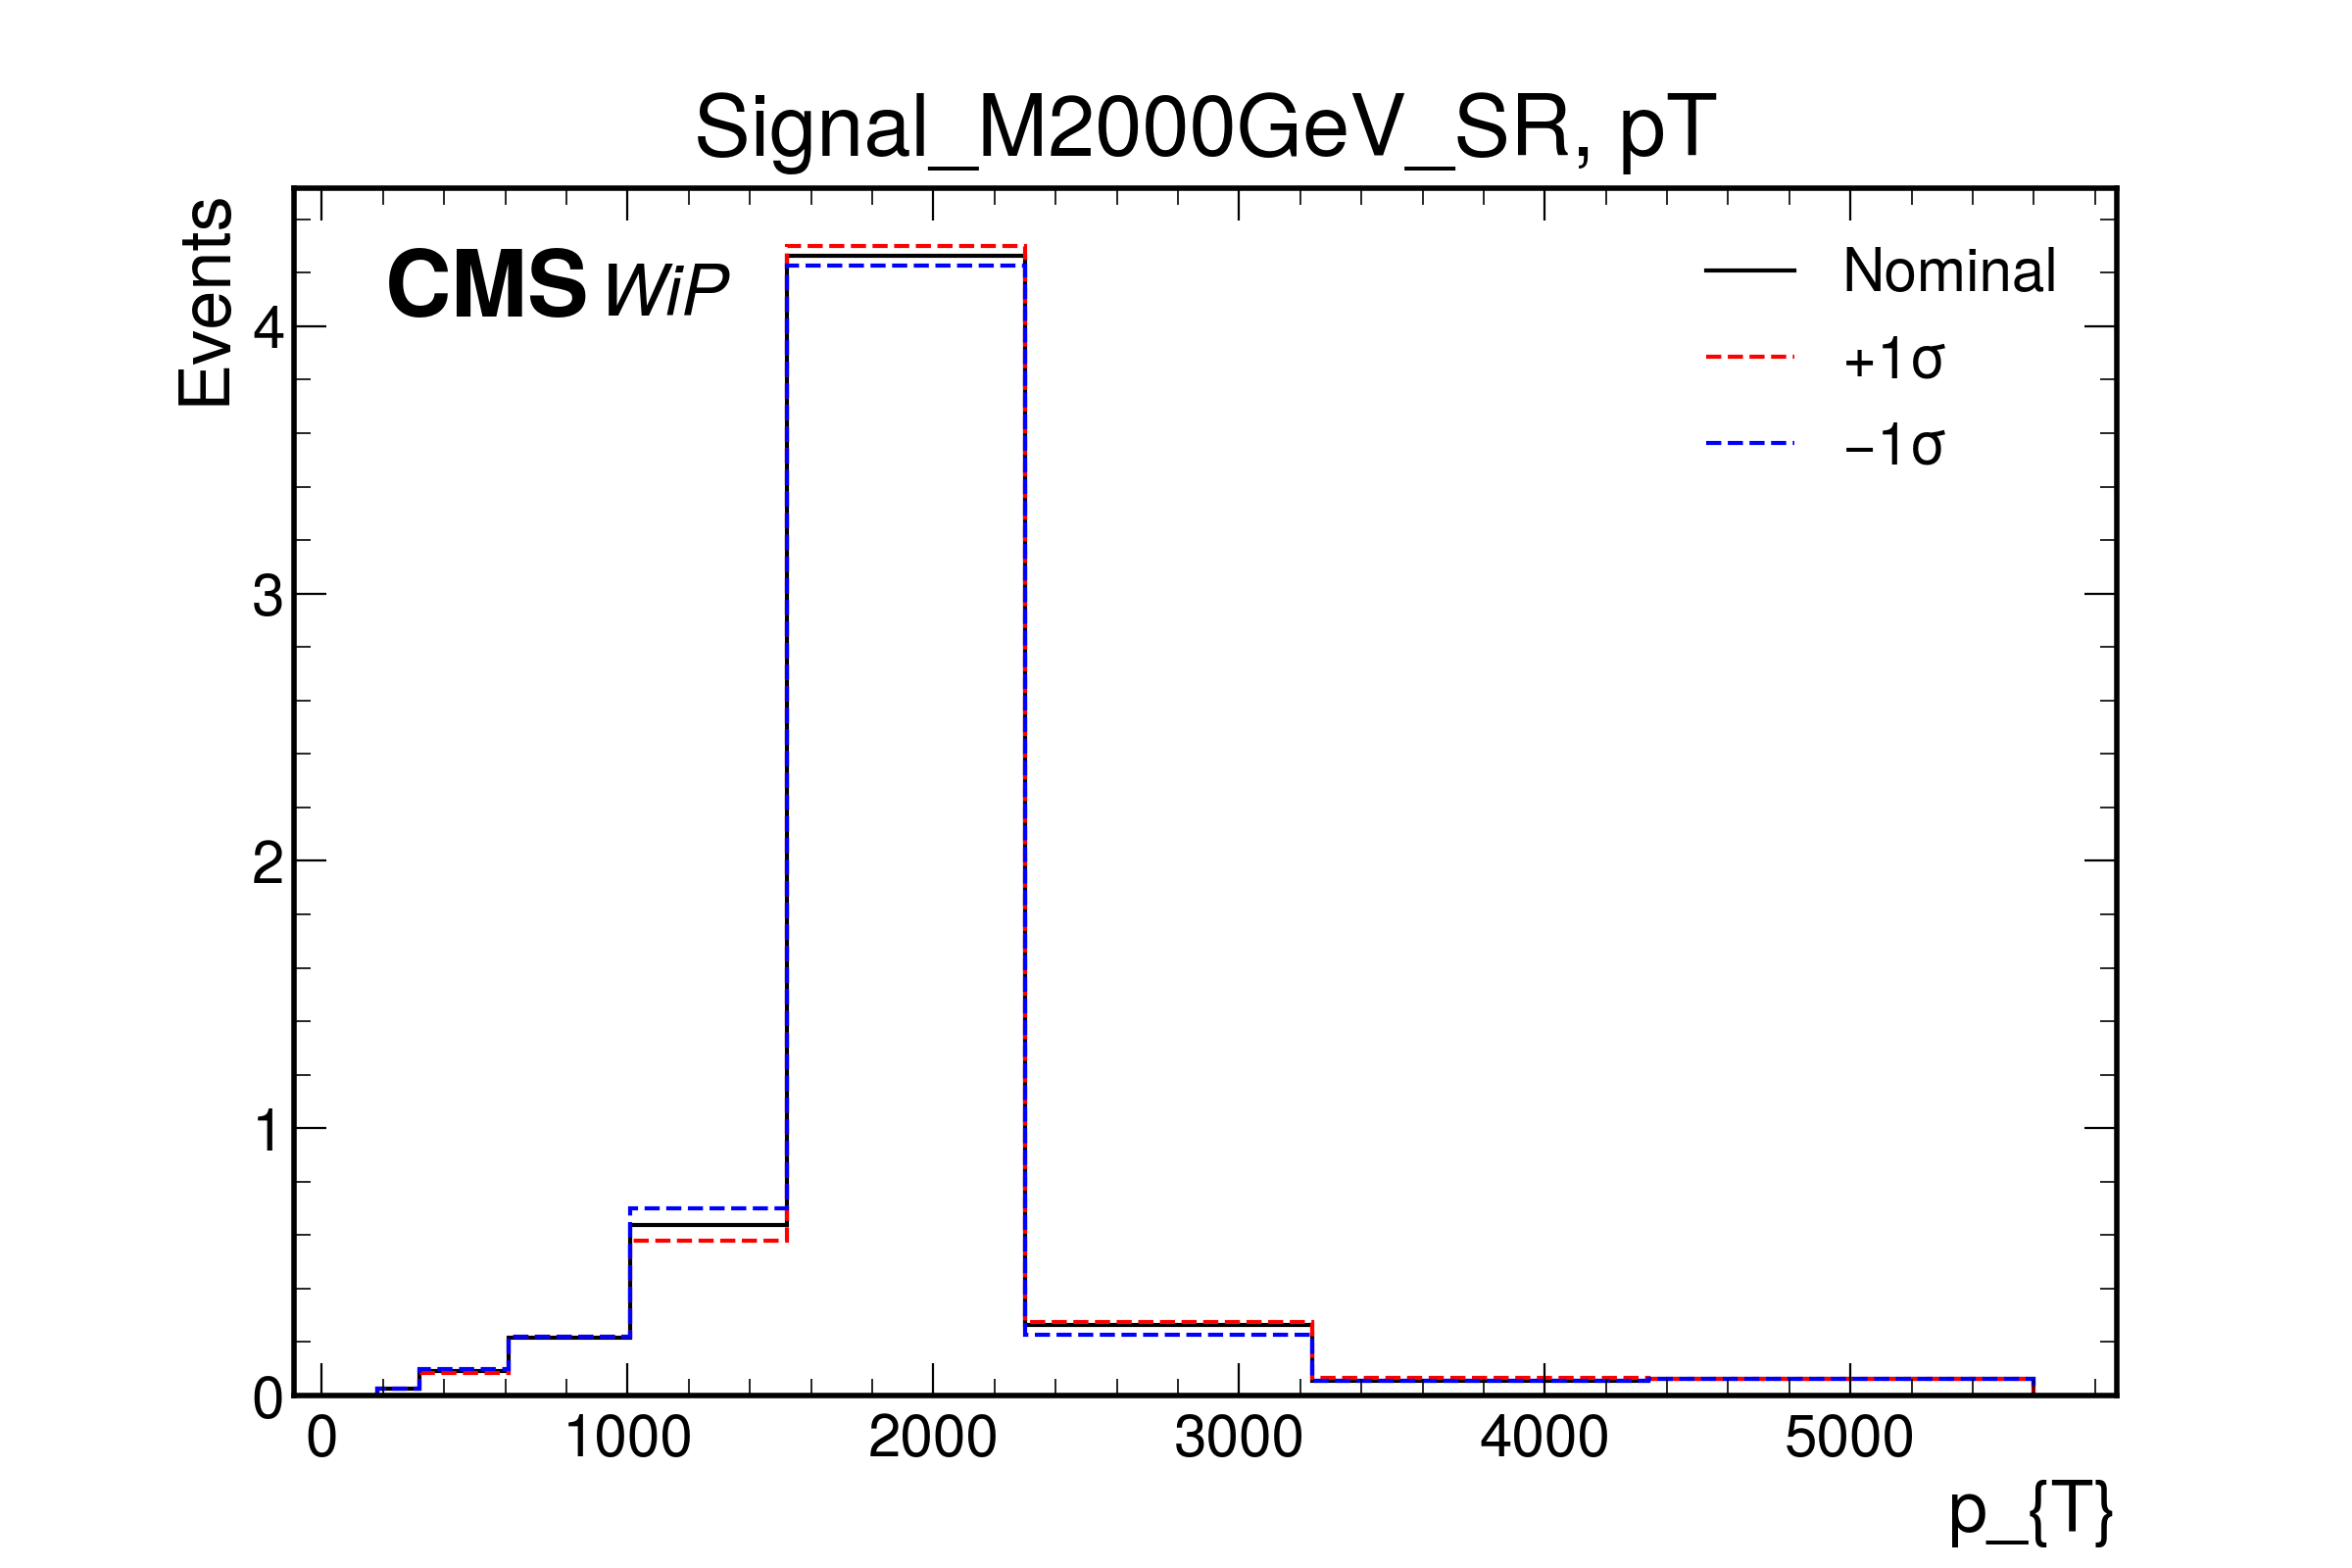 Signal_M2000GeV_SR, pT
Events
CMS WiP
Nominal
+1σ
−1σ
4
3
2
1
0
0 1000 2000 3000 4000 5000
p_{T}